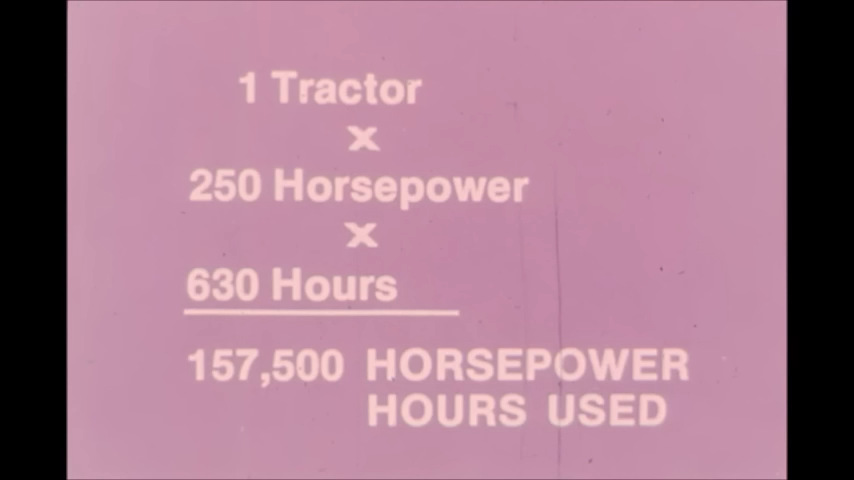 1 Tractor
x
250 Horsepower
x
630 Hours
157,500 HORSEPOWER
HOURS USED